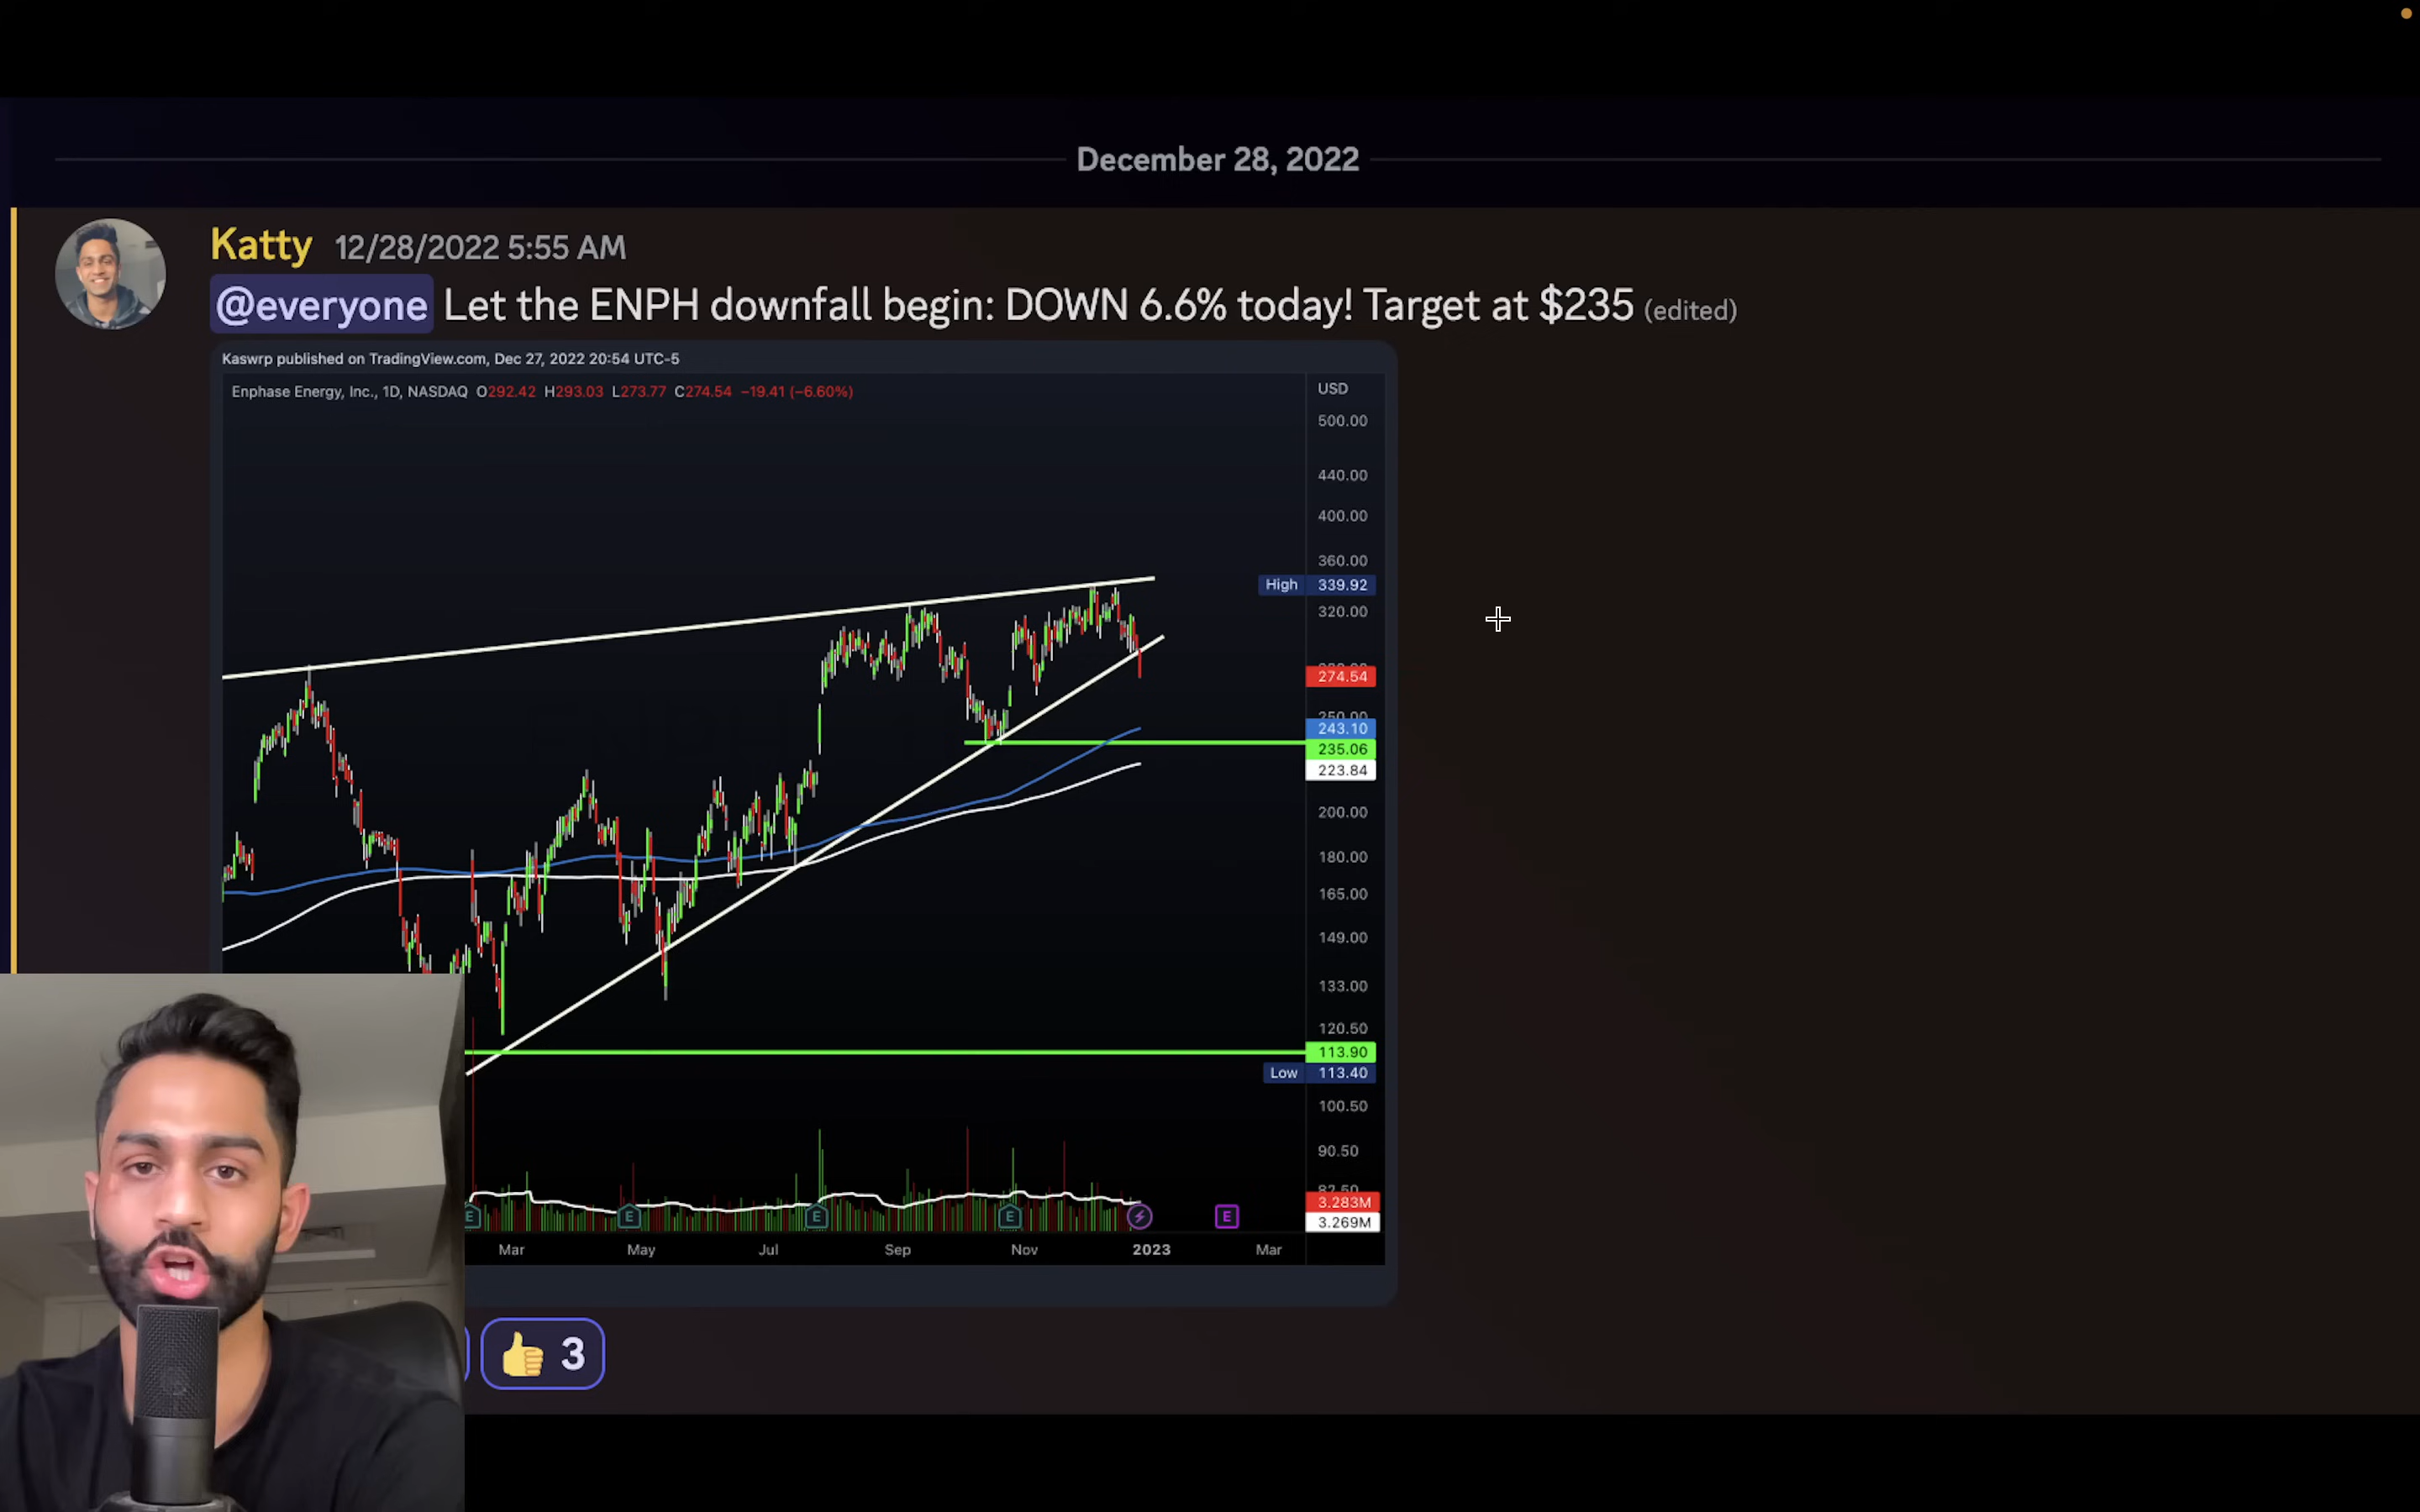 December 28, 2022
Katty 12/28/2022 5:55 AM
@everyone Let the ENPH downfall begin: DOWN 6.6% today! Target at $235 (edited)
Kaswrp published on TradingView.com, Dec 27, 2022 20:54 UTC-5
Enphase Energy, Inc., 1D, NASDAQ O292.42 H293.03 L273.77 C274.54 −19.41 (−6.60%)
USD
500.00
440.00
400.00
360.00
High 339.92
320.00
274.54
250.00
243.10
235.06
223.84
200.00
180.00
165.00
149.00
133.00
120.50
113.90
Low 113.40
100.50
90.50
82.50
3.283M
3.269M
E E E E E
Mar May Jul Sep Nov 2023 Mar
👍 3